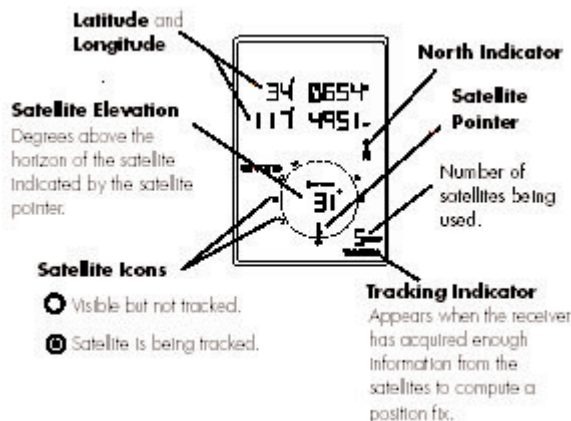 Latitude and
Longitude
North Indicator
34 0654
117 4951
Satellite
Pointer
Satellite Elevation
Degrees above the
horizon of the satellite
indicated by the satellite
pointer.
31
Number of
satellites being
used.
5
Satellite Icons
Visible but not tracked.
Satellite is being tracked.
Tracking Indicator
Appears when the receiver
has acquired enough
information from the
satellites to compute a
position fix.